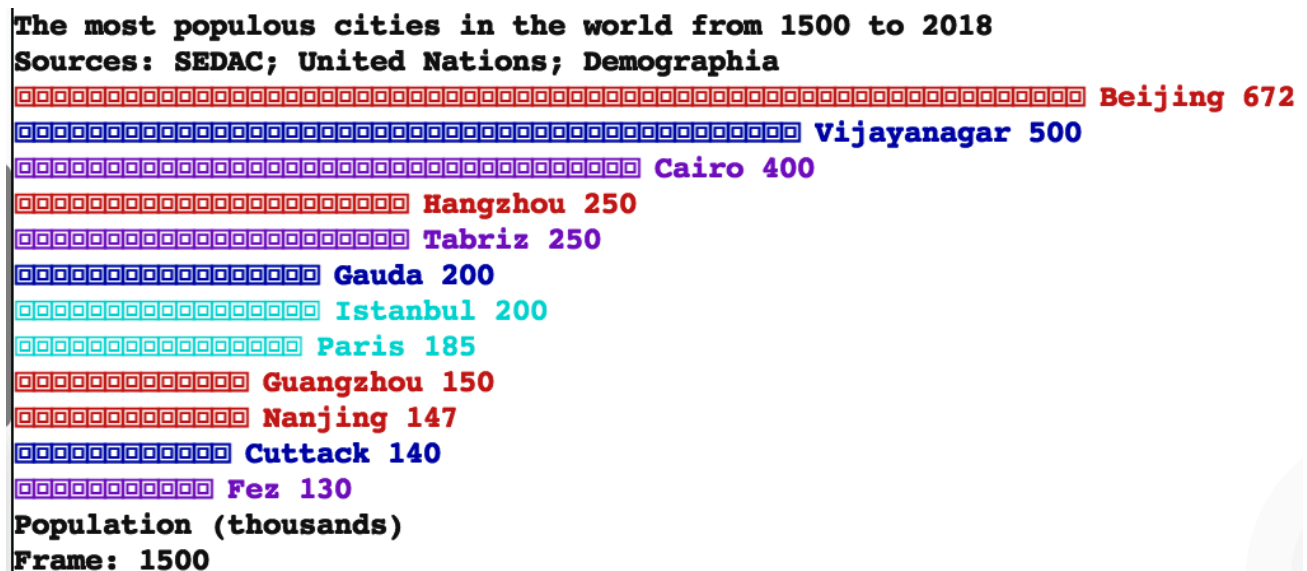 The most populous cities in the world from 1500 to 2018
Sources: SEDAC; United Nations; Demographia
Beijing 672
Vijayanagar 500
Cairo 400
Hangzhou 250
Tabriz 250
Gauda 200
Istanbul 200
Paris 185
Guangzhou 150
Nanjing 147
Cuttack 140
Fez 130
Population (thousands)
Frame: 1500